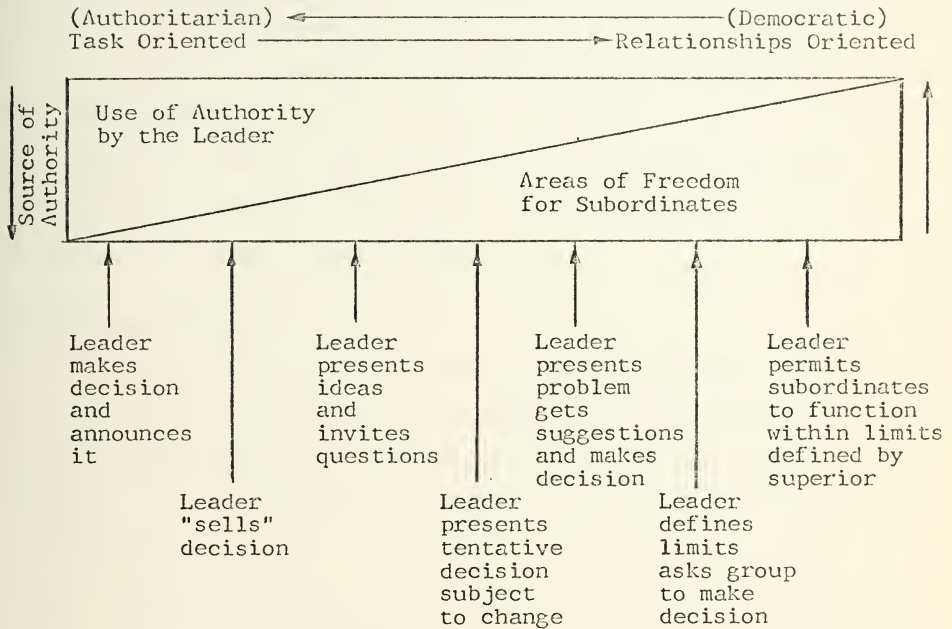 (Authoritarian) (Democratic)
Task Oriented Relationships Oriented
Source of
Authority
Use of Authority
by the Leader
Areas of Freedom
for Subordinates
Leader
makes
decision
and
announces
it
Leader
"sells"
decision
Leader
presents
ideas
and
invites
questions
Leader
presents
tentative
decision
subject
to change
Leader
presents
problem
gets
suggestions
and makes
decision
Leader
defines
limits
asks group
to make
decision
Leader
permits
subordinates
to function
within limits
defined by
superior